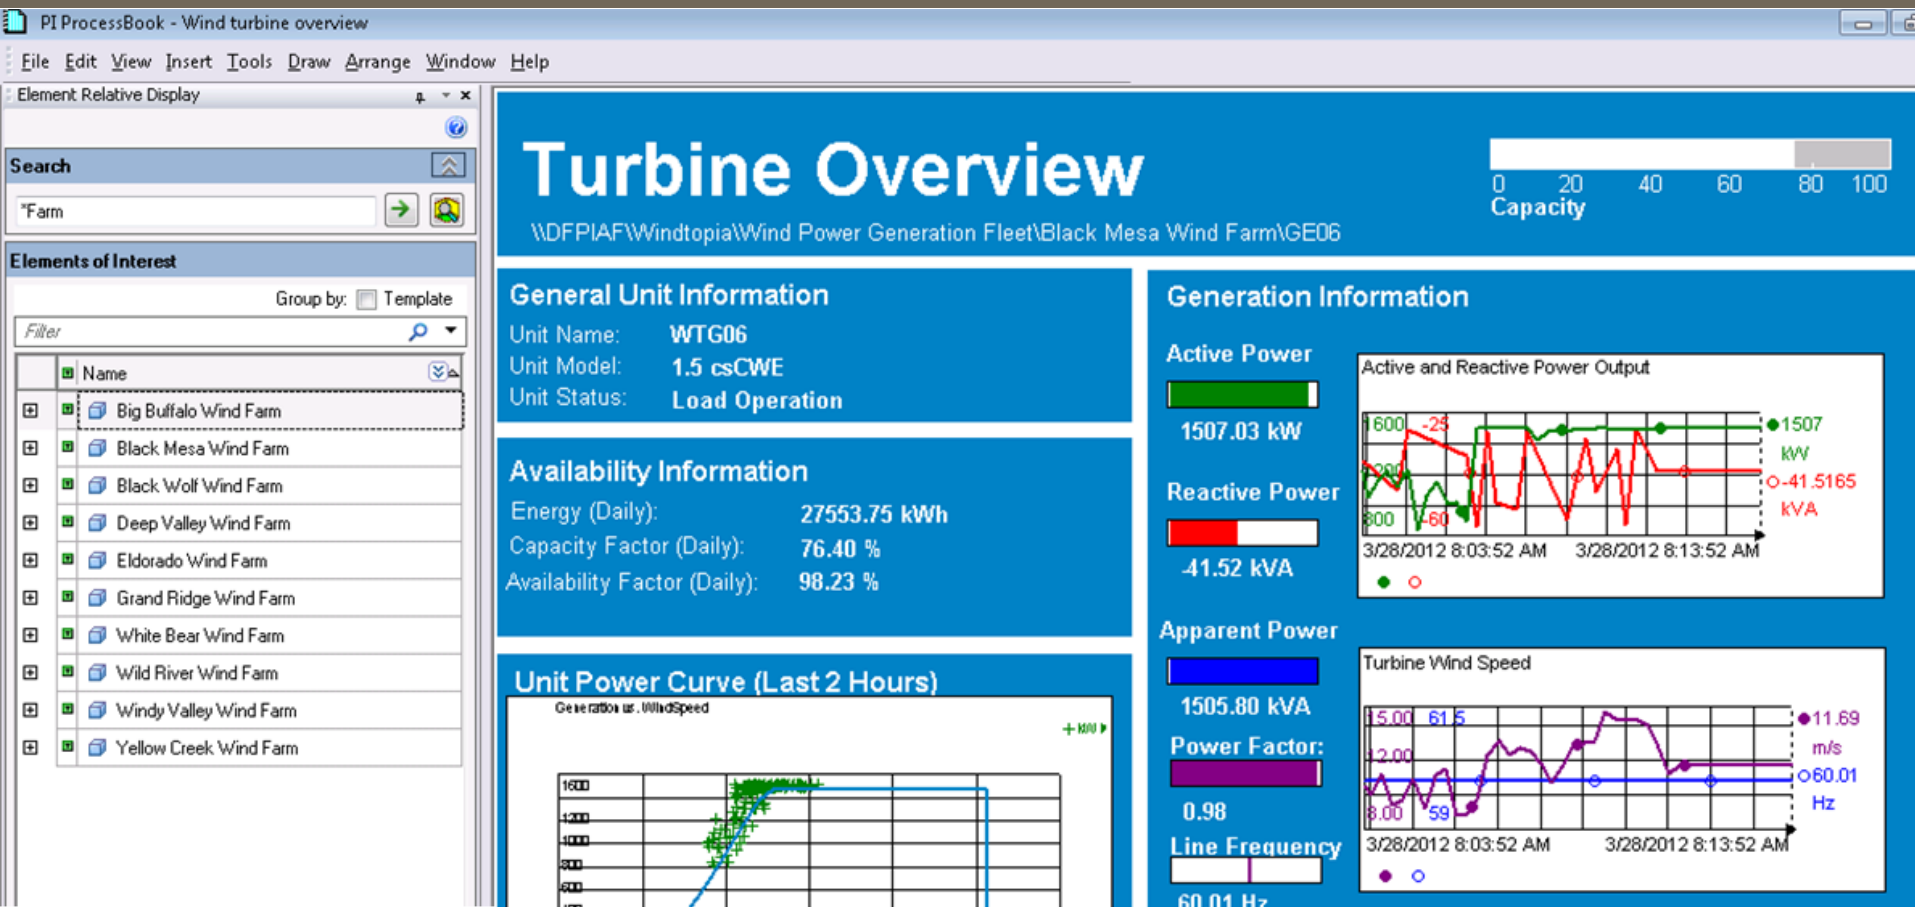 PI ProcessBook - Wind turbine overview
File Edit View Insert Tools Draw Arrange Window Help
Element Relative Display
Search
*Farm
Elements of Interest
Group by: Template
Filter
Name
Big Buffalo Wind Farm
Black Mesa Wind Farm
Black Wolf Wind Farm
Deep Valley Wind Farm
Eldorado Wind Farm
Grand Ridge Wind Farm
White Bear Wind Farm
Wild River Wind Farm
Windy Valley Wind Farm
Yellow Creek Wind Farm
Turbine Overview
\\DFPIAF\Windtopia\Wind Power Generation Fleet\Black Mesa Wind Farm\GE06
0 20 40 60 80 100
Capacity
General Unit Information
Unit Name: WTG06
Unit Model: 1.5 csCWE
Unit Status: Load Operation
Availability Information
Energy (Daily): 27553.75 kWh
Capacity Factor (Daily): 76.40 %
Availability Factor (Daily): 98.23 %
Unit Power Curve (Last 2 Hours)
Generation vs. WindSpeed
kW
1600
1200
1000
800
600
Generation Information
Active Power
1507.03 kW
Reactive Power
-41.52 kVA
Apparent Power
1505.80 kVA
Power Factor:
0.98
Line Frequency
60.01 Hz
Active and Reactive Power Output
1600 -25
1200
800 -60
1507
kW
-41.5165
kVA
3/28/2012 8:03:52 AM 3/28/2012 8:13:52 AM
Turbine Wind Speed
15.00 61.5
12.00
8.00 59
11.69
m/s
60.01
Hz
3/28/2012 8:03:52 AM 3/28/2012 8:13:52 AM